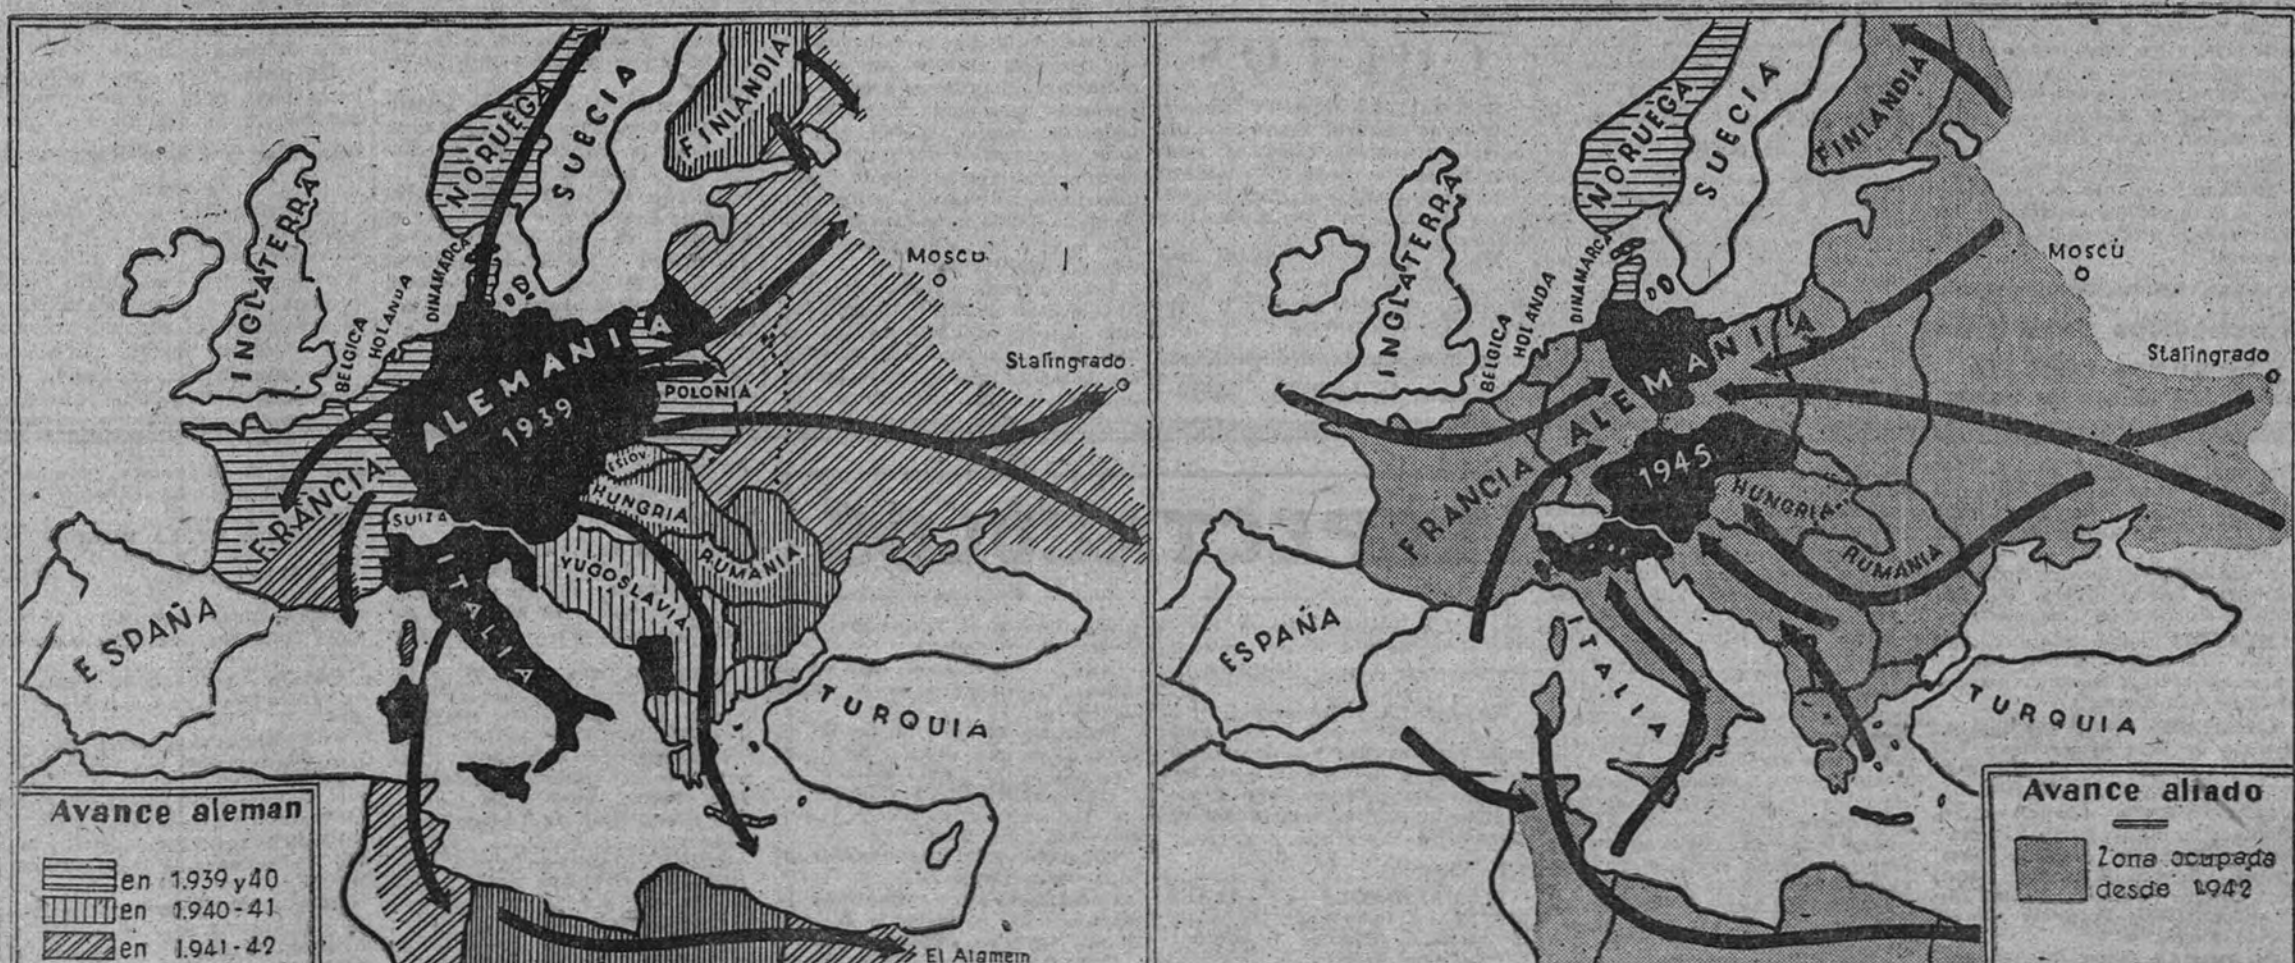 NORUEGA
SUECIA
FINLANDIA
INGLATERRA
DINAMARCA
HOLANDA
BELGICA
Moscú
Stalingrado
ALEMANIA
1939
POLONIA
FRANCIA
SUIZA
ESLOV
HUNGRIA
RUMANIA
YUGOSLAVIA
ITALIA
ESPAÑA
TURQUIA
El Alamein
Avance aleman
en 1.939 y 40
en 1.940-41
en 1.941-42
NORUEGA
SUECIA
FINLANDIA
INGLATERRA
DINAMARCA
HOLANDA
BELGICA
Moscú
Stalingrado
ALEMANIA
1945
FRANCIA
HUNGRIA
RUMANIA
ITALIA
ESPAÑA
TURQUIA
Avance aliado
Zona ocupada
desde 1942